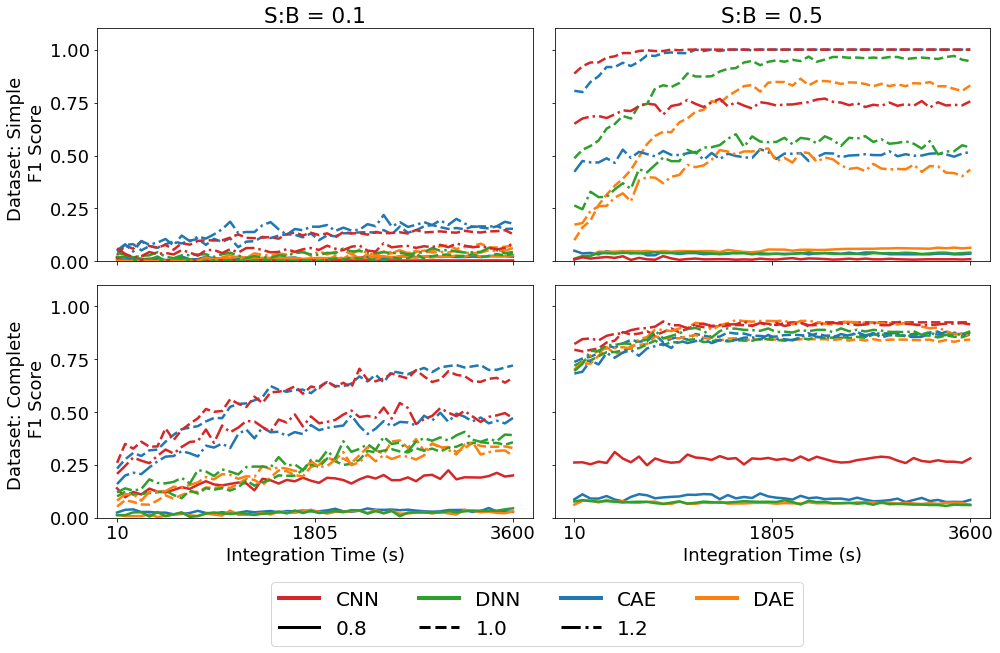 S:B = 0.1
S:B = 0.5
Dataset: Simple
F1 Score
1.00
0.75
0.50
0.25
0.00
Dataset: Complete
F1 Score
1.00
0.75
0.50
0.25
0.00
10 1805 3600
10 1805 3600
Integration Time (s)
Integration Time (s)
CNN DNN CAE DAE
0.8 1.0 1.2